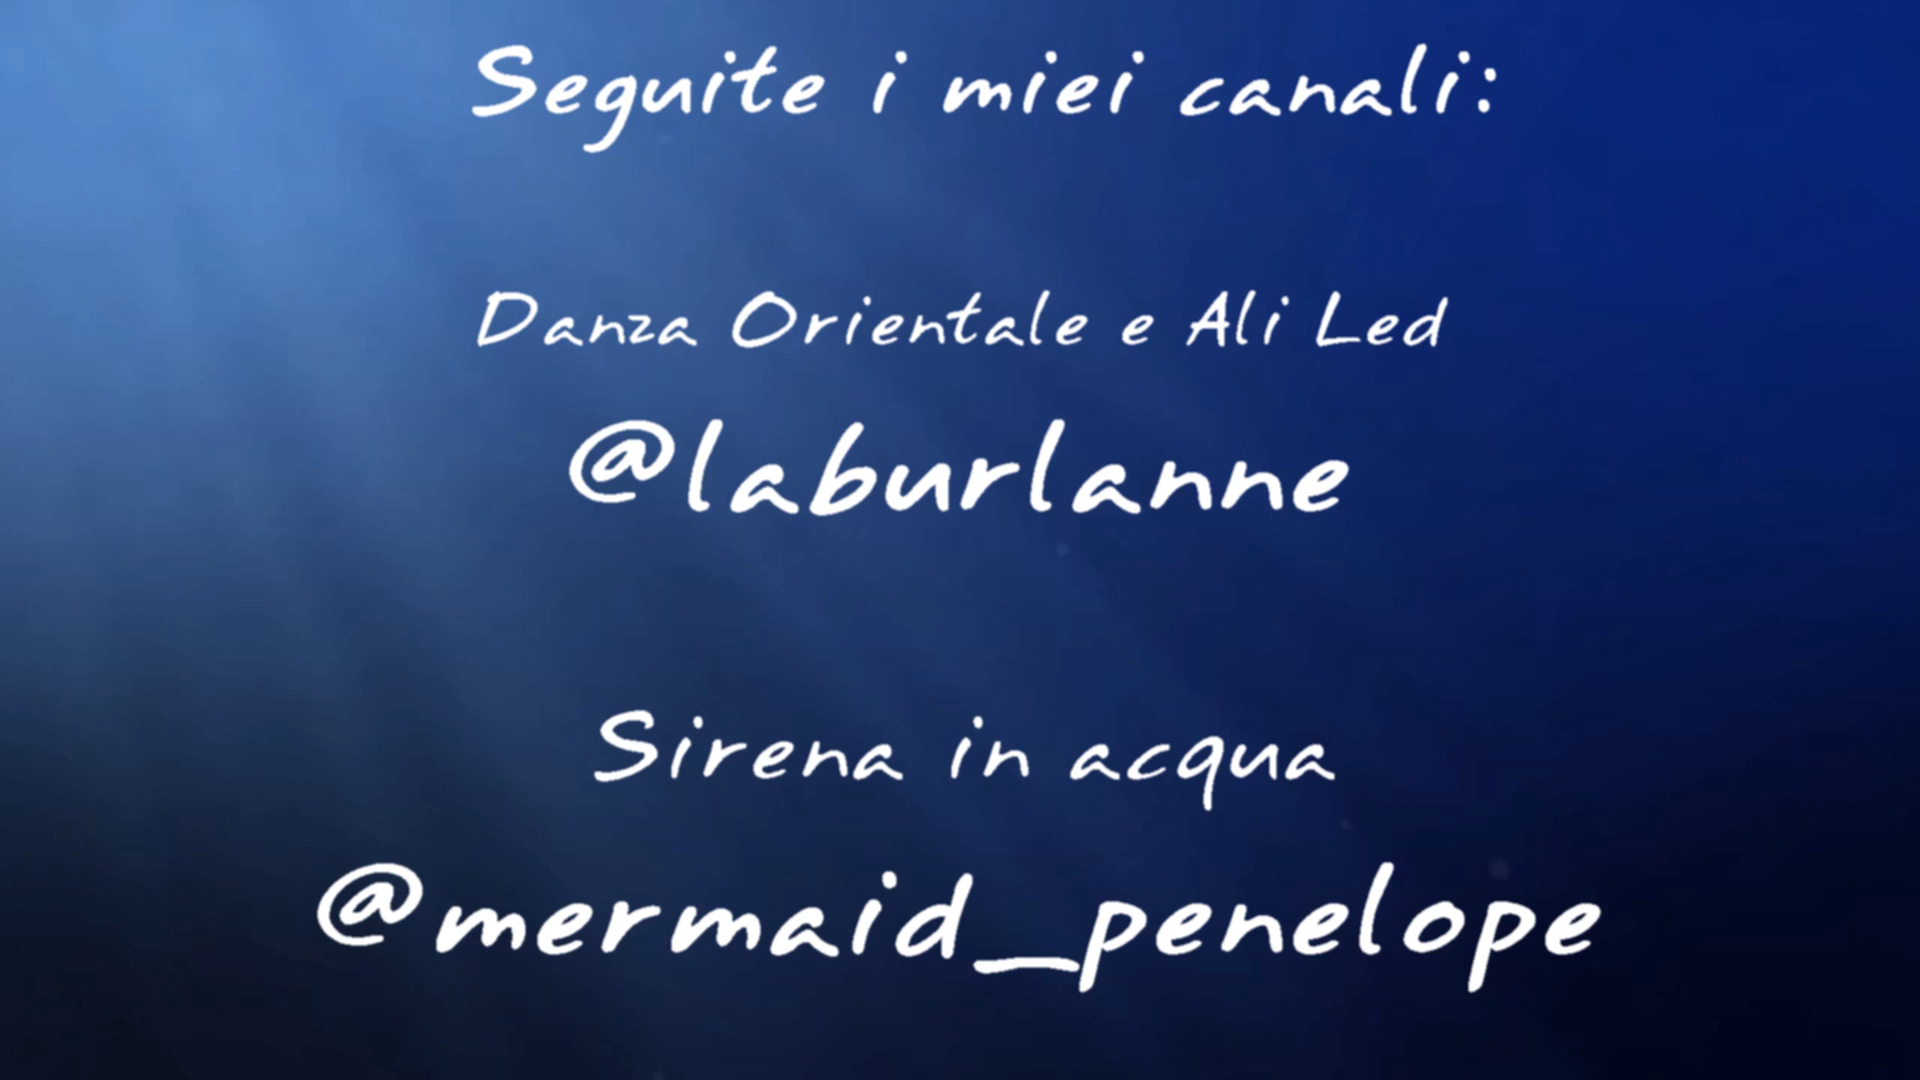 Seguite i miei canali:
Danza Orientale e Ali Led
@laburlanne
Sirena in acqua
@mermaid_penelope